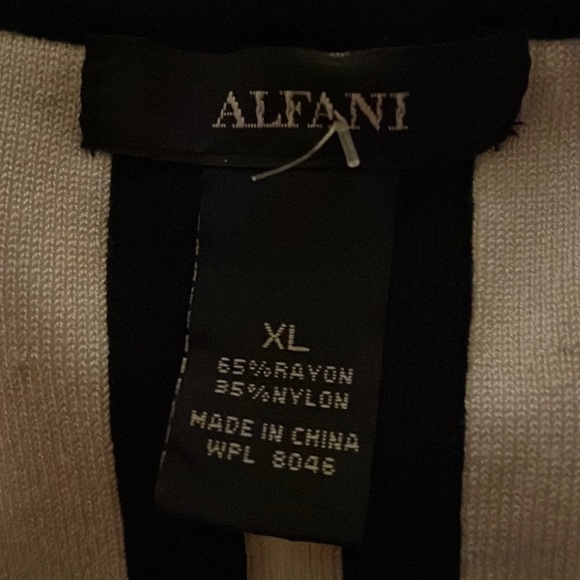 ALFANI
XL
65%RAYON
35%NYLON
MADE IN CHINA
WPL 8046